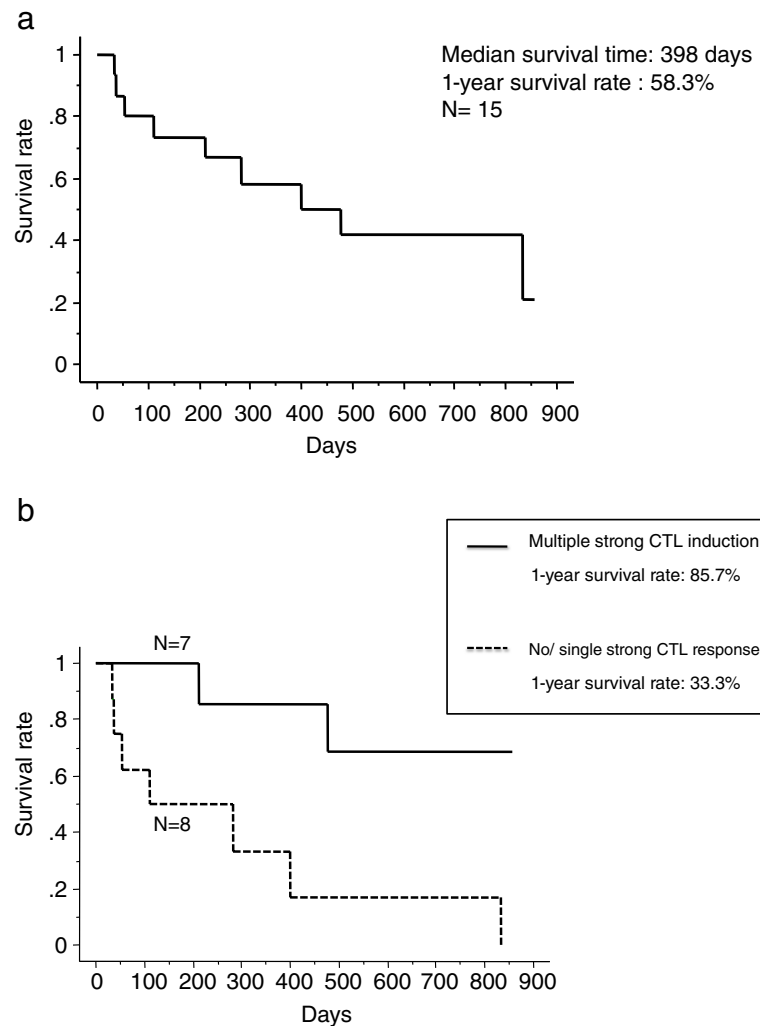 a
Median survival time: 398 days
1-year survival rate : 58.3%
N= 15
1
.8
.6
.4
.2
0
Survival rate
0 100 200 300 400 500 600 700 800 900
Days
b
Multiple strong CTL induction
1-year survival rate: 85.7%
No/ single strong CTL response
1-year survival rate: 33.3%
N=7
N=8
1
.8
.6
.4
.2
0
Survival rate
0 100 200 300 400 500 600 700 800 900
Days